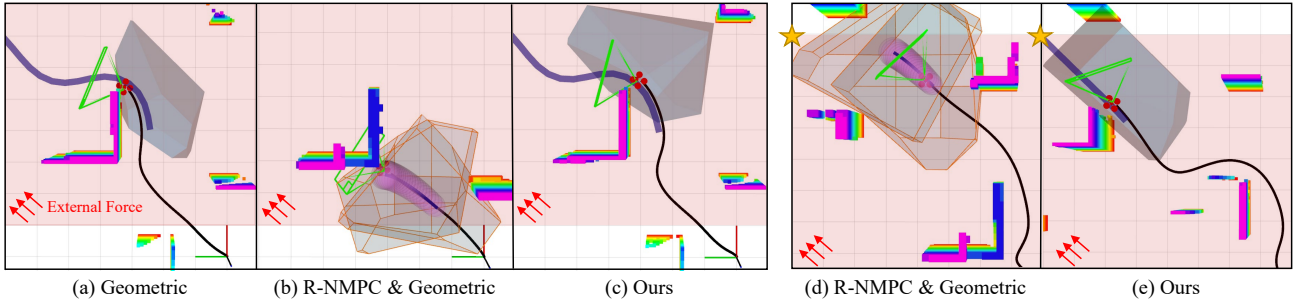 External Force
(a) Geometric
(b) R-NMPC & Geometric
(c) Ours
(d) R-NMPC & Geometric
(e) Ours